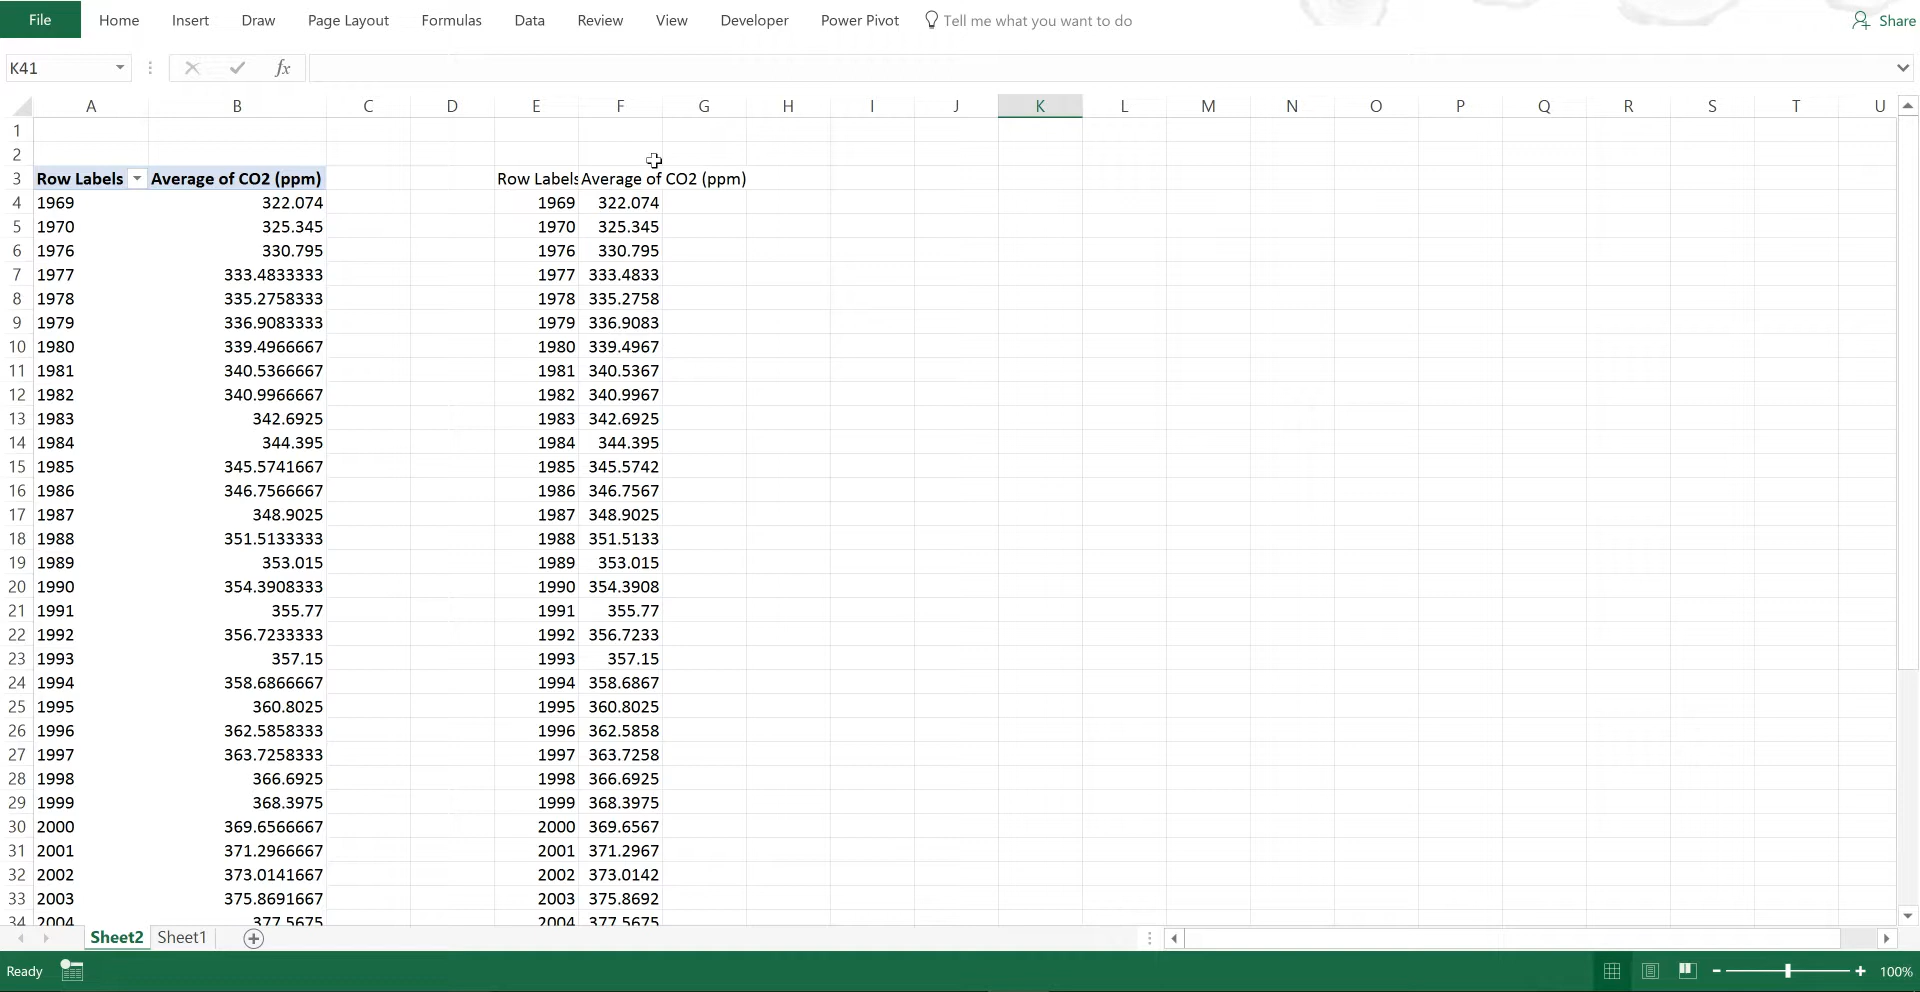 File Home Insert Draw Page Layout Formulas Data Review View Developer Power Pivot Tell me what you want to do Share
K41 fx
A B C D E F G H I J K L M N O P Q R S T U
1
2
3 Row Labels Average of CO2 (ppm) Row Labels Average of CO2 (ppm)
4 1969 322.074 1969 322.074
5 1970 325.345 1970 325.345
6 1976 330.795 1976 330.795
7 1977 333.4833333 1977 333.4833
8 1978 335.2758333 1978 335.2758
9 1979 336.9083333 1979 336.9083
10 1980 339.4966667 1980 339.4967
11 1981 340.5366667 1981 340.5367
12 1982 340.9966667 1982 340.9967
13 1983 342.6925 1983 342.6925
14 1984 344.395 1984 344.395
15 1985 345.5741667 1985 345.5742
16 1986 346.7566667 1986 346.7567
17 1987 348.9025 1987 348.9025
18 1988 351.5133333 1988 351.5133
19 1989 353.015 1989 353.015
20 1990 354.3908333 1990 354.3908
21 1991 355.77 1991 355.77
22 1992 356.7233333 1992 356.7233
23 1993 357.15 1993 357.15
24 1994 358.6866667 1994 358.6867
25 1995 360.8025 1995 360.8025
26 1996 362.5858333 1996 362.5858
27 1997 363.7258333 1997 363.7258
28 1998 366.6925 1998 366.6925
29 1999 368.3975 1999 368.3975
30 2000 369.6566667 2000 369.6567
31 2001 371.2966667 2001 371.2967
32 2002 373.0141667 2002 373.0142
33 2003 375.8691667 2003 375.8692
34 2004 377.5675 2004 377.5675
Sheet2 Sheet1
Ready 100%